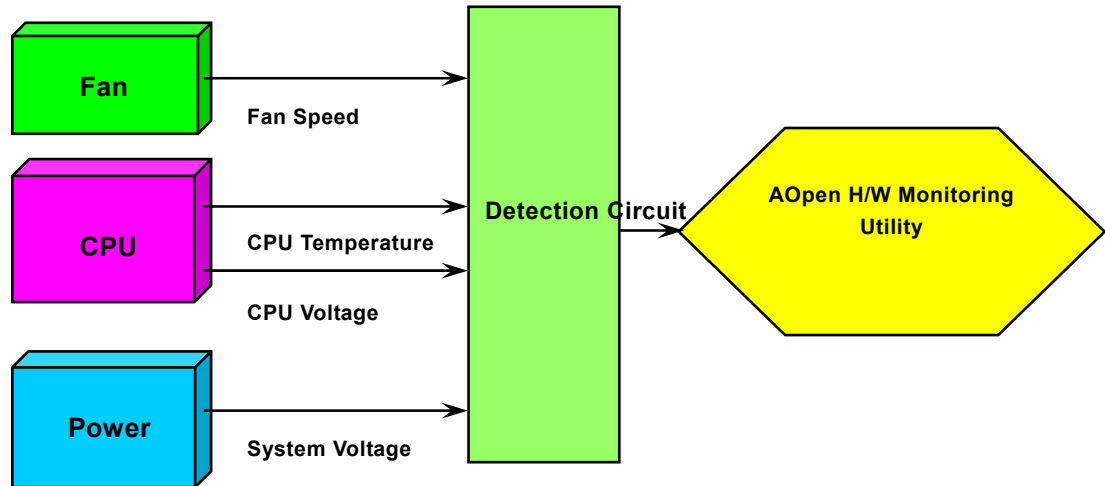 Fan
Fan Speed
CPU
CPU Temperature
CPU Voltage
Power
System Voltage
Detection Circuit
AOpen H/W Monitoring
Utility